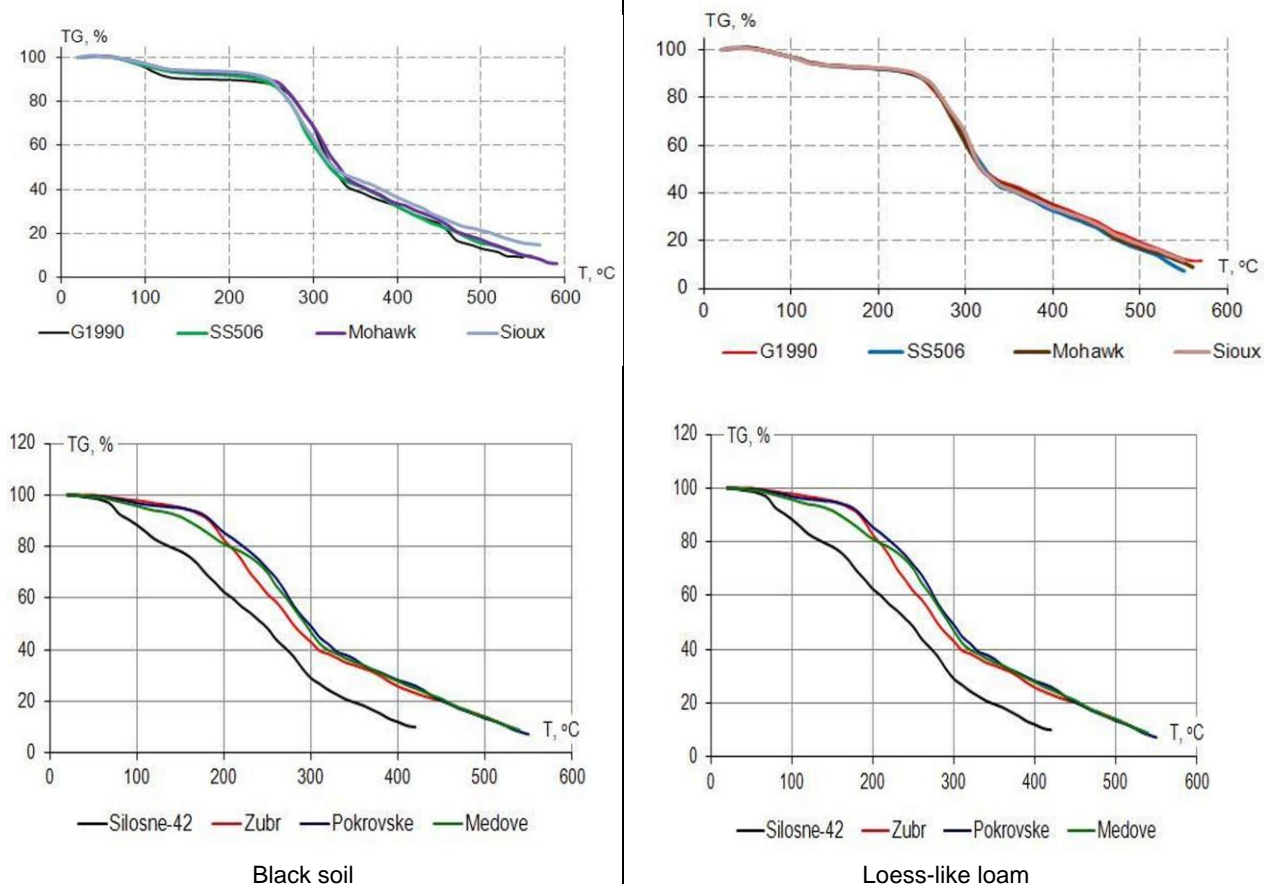 TG, %
100
80
60
40
20
0
0 100 200 300 400 500 600
T, ºC
G1990 SS506 Mohawk Sioux
TG, %
100
80
60
40
20
0
0 100 200 300 400 500 600
T, ºC
G1990 SS506 Mohawk Sioux
120
TG, %
100
80
60
40
20
0
0 100 200 300 400 500 600
T, ºC
Silosne-42 Zubr Pokrovske Medove
Black soil
120
TG, %
100
80
60
40
20
0
0 100 200 300 400 500 600
T, ºC
Silosne-42 Zubr Pokrovske Medove
Loess-like loam